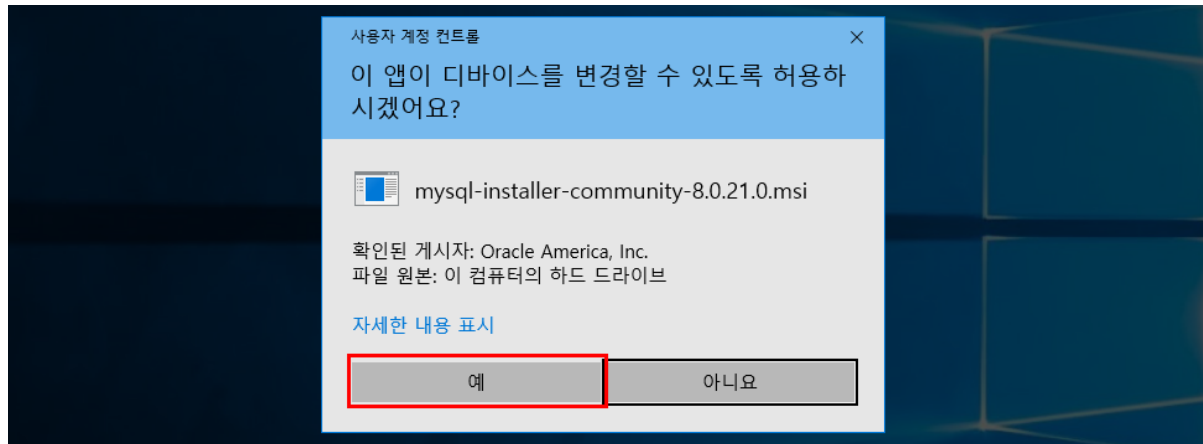 사용자 계정 컨트롤
이 앱이 디바이스를 변경할 수 있도록 허용하
시겠어요?
mysql-installer-community-8.0.21.0.msi
확인된 게시자: Oracle America, Inc.
파일 원본: 이 컴퓨터의 하드 드라이브
자세한 내용 표시
예
아니요